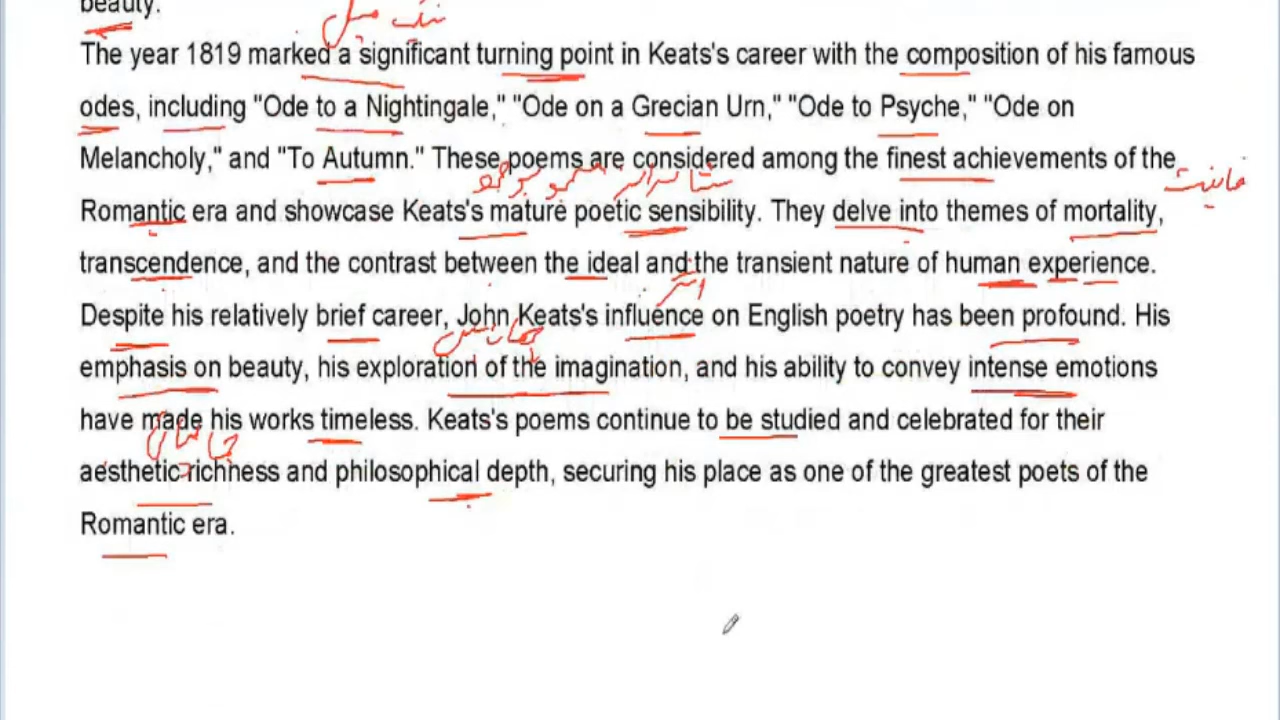 beauty.
سنگ میل
The year 1819 marked a significant turning point in Keats's career with the composition of his famous
odes, including "Ode to a Nightingale," "Ode on a Grecian Urn," "Ode to Psyche," "Ode on
Melancholy," and "To Autumn." These poems are considered among the finest achievements of the
فانیت
Romantic era and showcase Keats's mature poetic sensibility. They delve into themes of mortality,
transcendence, and the contrast between the ideal and the transient nature of human experience.
اثر
Despite his relatively brief career, John Keats's influence on English poetry has been profound. His
emphasis on beauty, his exploration of the imagination, and his ability to convey intense emotions
have made his works timeless. Keats's poems continue to be studied and celebrated for their
aesthetic richness and philosophical depth, securing his place as one of the greatest poets of the
Romantic era.